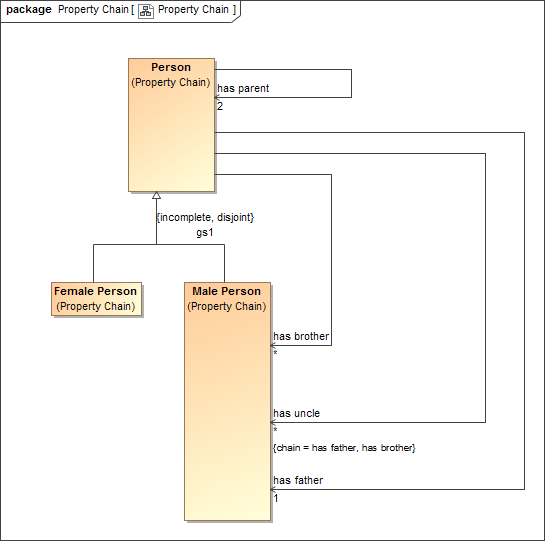 package Property Chain [ Property Chain ]
Person
(Property Chain)
has parent
2
{incomplete, disjoint}
gs1
Female Person
(Property Chain)
Male Person
(Property Chain)
has brother
*
has uncle
*
{chain = has father, has brother}
has father
1